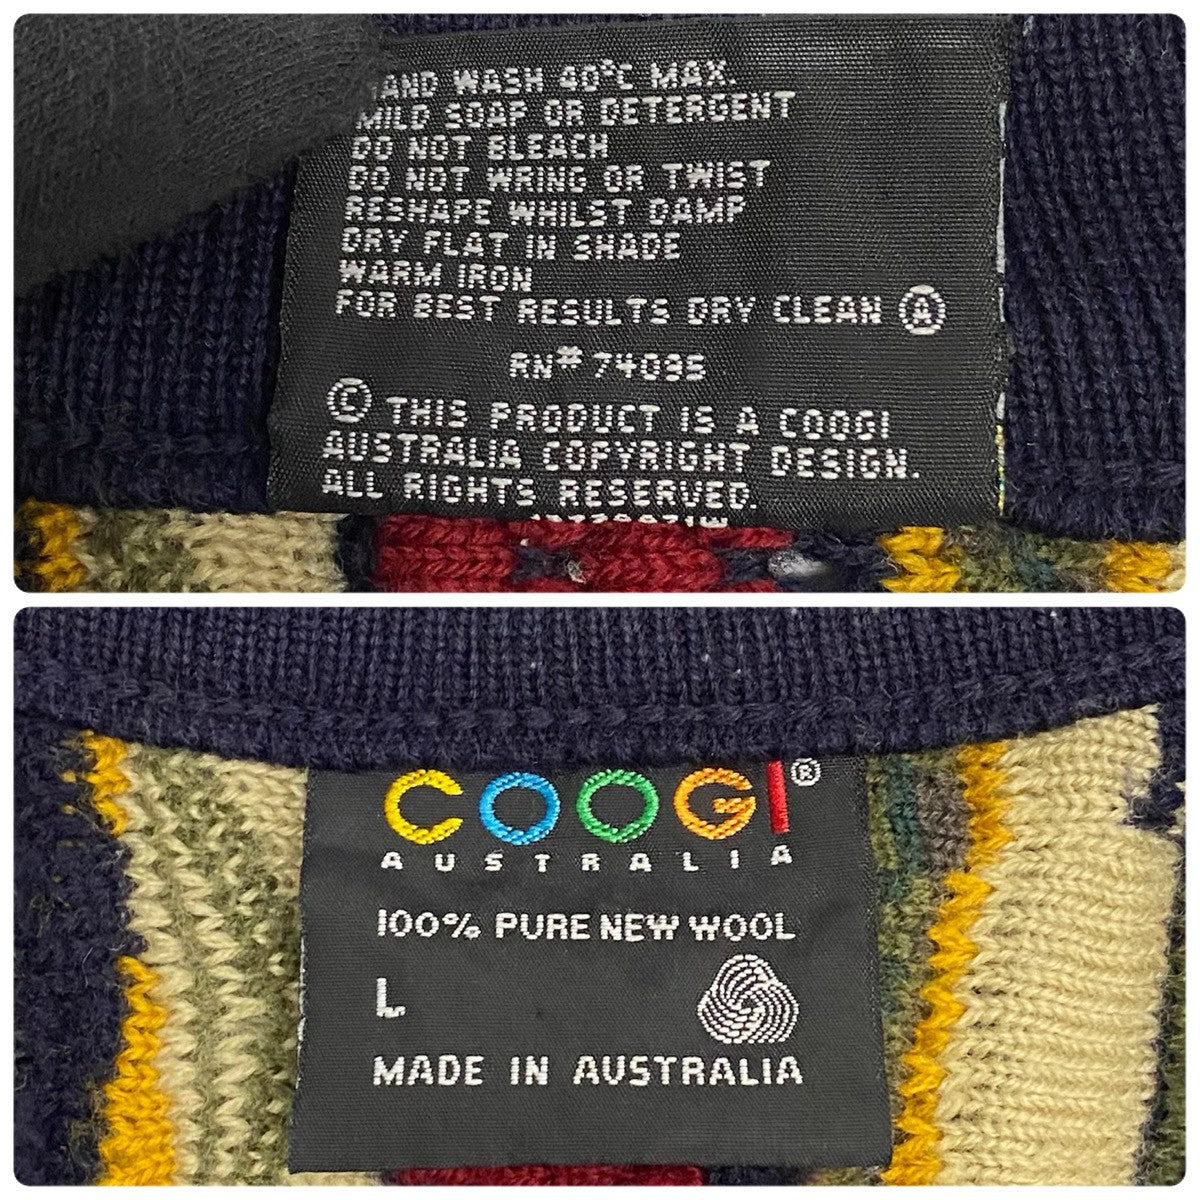 HAND WASH 40°C MAX.
MILD SOAP OR DETERGENT
DO NOT BLEACH
DO NOT WRING OR TWIST
RESHAPE WHILST DAMP
DRY FLAT IN SHADE
WARM IRON
FOR BEST RESULTS DRY CLEAN Ⓐ
RN# 74085
© THIS PRODUCT IS A COOGI
AUSTRALIA COPYRIGHT DESIGN.
ALL RIGHTS RESERVED.
COOGI®
AUSTRALIA
100% PURE NEW WOOL
L
MADE IN AUSTRALIA